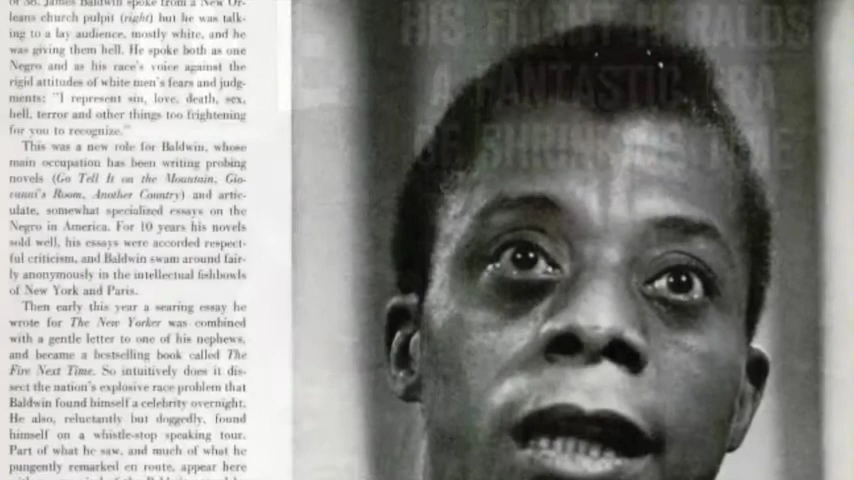 of 38, James Baldwin spoke from a New Or-
leans church pulpit (right) but he was talk-
ing to a lay audience, mostly white, and he
was giving them hell. He spoke both as one
Negro and as his race's voice against the
rigid attitudes of white men's fears and judg-
ments: "I represent sin, love, death, sex,
hell, terror and other things too frightening
for you to recognize."
This was a new role for Baldwin, whose
main occupation has been writing probing
novels (Go Tell It on the Mountain, Gio-
vanni's Room, Another Country) and artic-
ulate, somewhat specialized essays on the
Negro in America. For 10 years his novels
sold well, his essays were accorded respect-
ful criticism, and Baldwin swam around fair-
ly anonymously in the intellectual fishbowls
of New York and Paris.
Then early this year a searing essay he
wrote for The New Yorker was combined
with a gentle letter to one of his nephews,
and became a bestselling book called The
Fire Next Time. So intuitively does it dis-
sect the nation's explosive race problem that
Baldwin found himself a celebrity overnight.
He also, reluctantly but doggedly, found
himself on a whistle-stop speaking tour.
Part of what he saw, and much of what he
pungently remarked en route, appear here
HIS FLIGHT HERALDS
A FANTASTIC ERA
OF